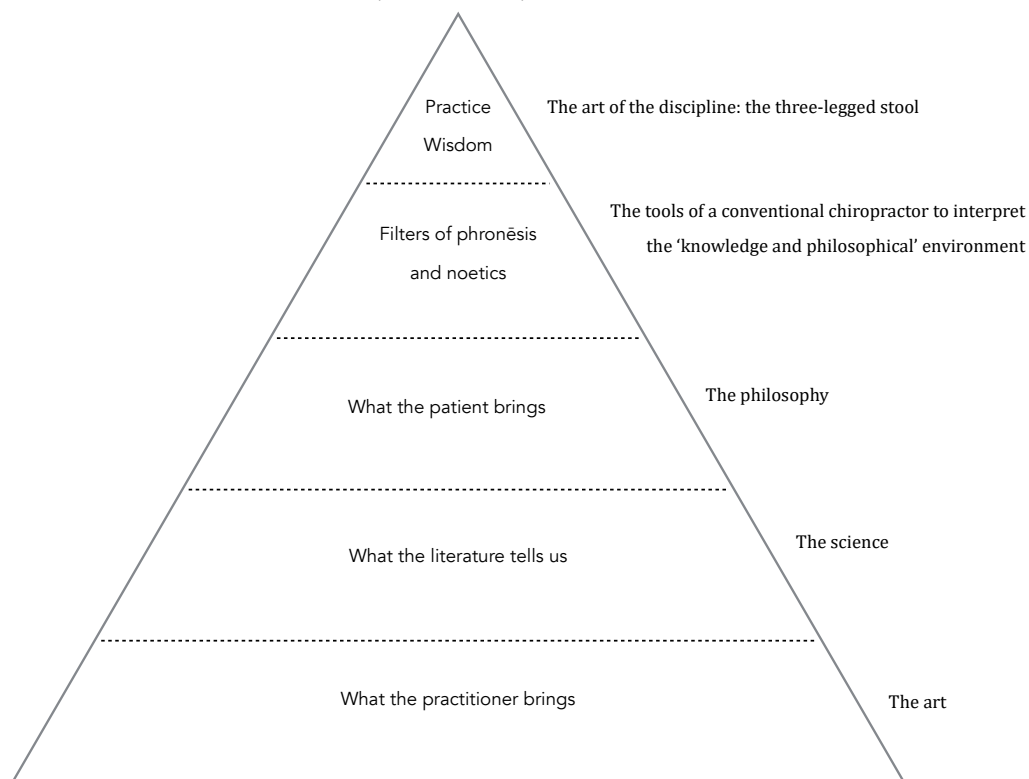 Practice
Wisdom
The art of the discipline: the three-legged stool
Filters of phronēsis
and noetics
The tools of a conventional chiropractor to interpret
the ‘knowledge and philosophical’ environment
What the patient brings
The philosophy
What the literature tells us
The science
What the practitioner brings
The art